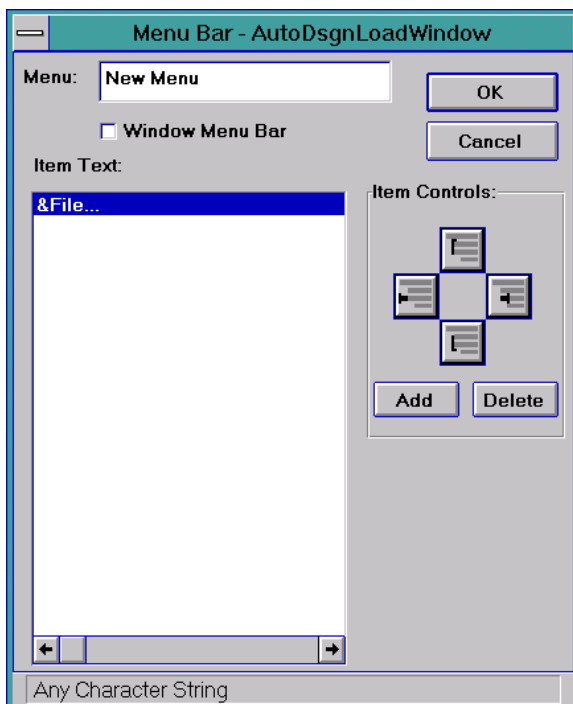 Menu Bar - AutoDsgnLoadWindow
Menu: New Menu
OK
Window Menu Bar
Cancel
Item Text:
Item Controls:
&File...
Add Delete
Any Character String